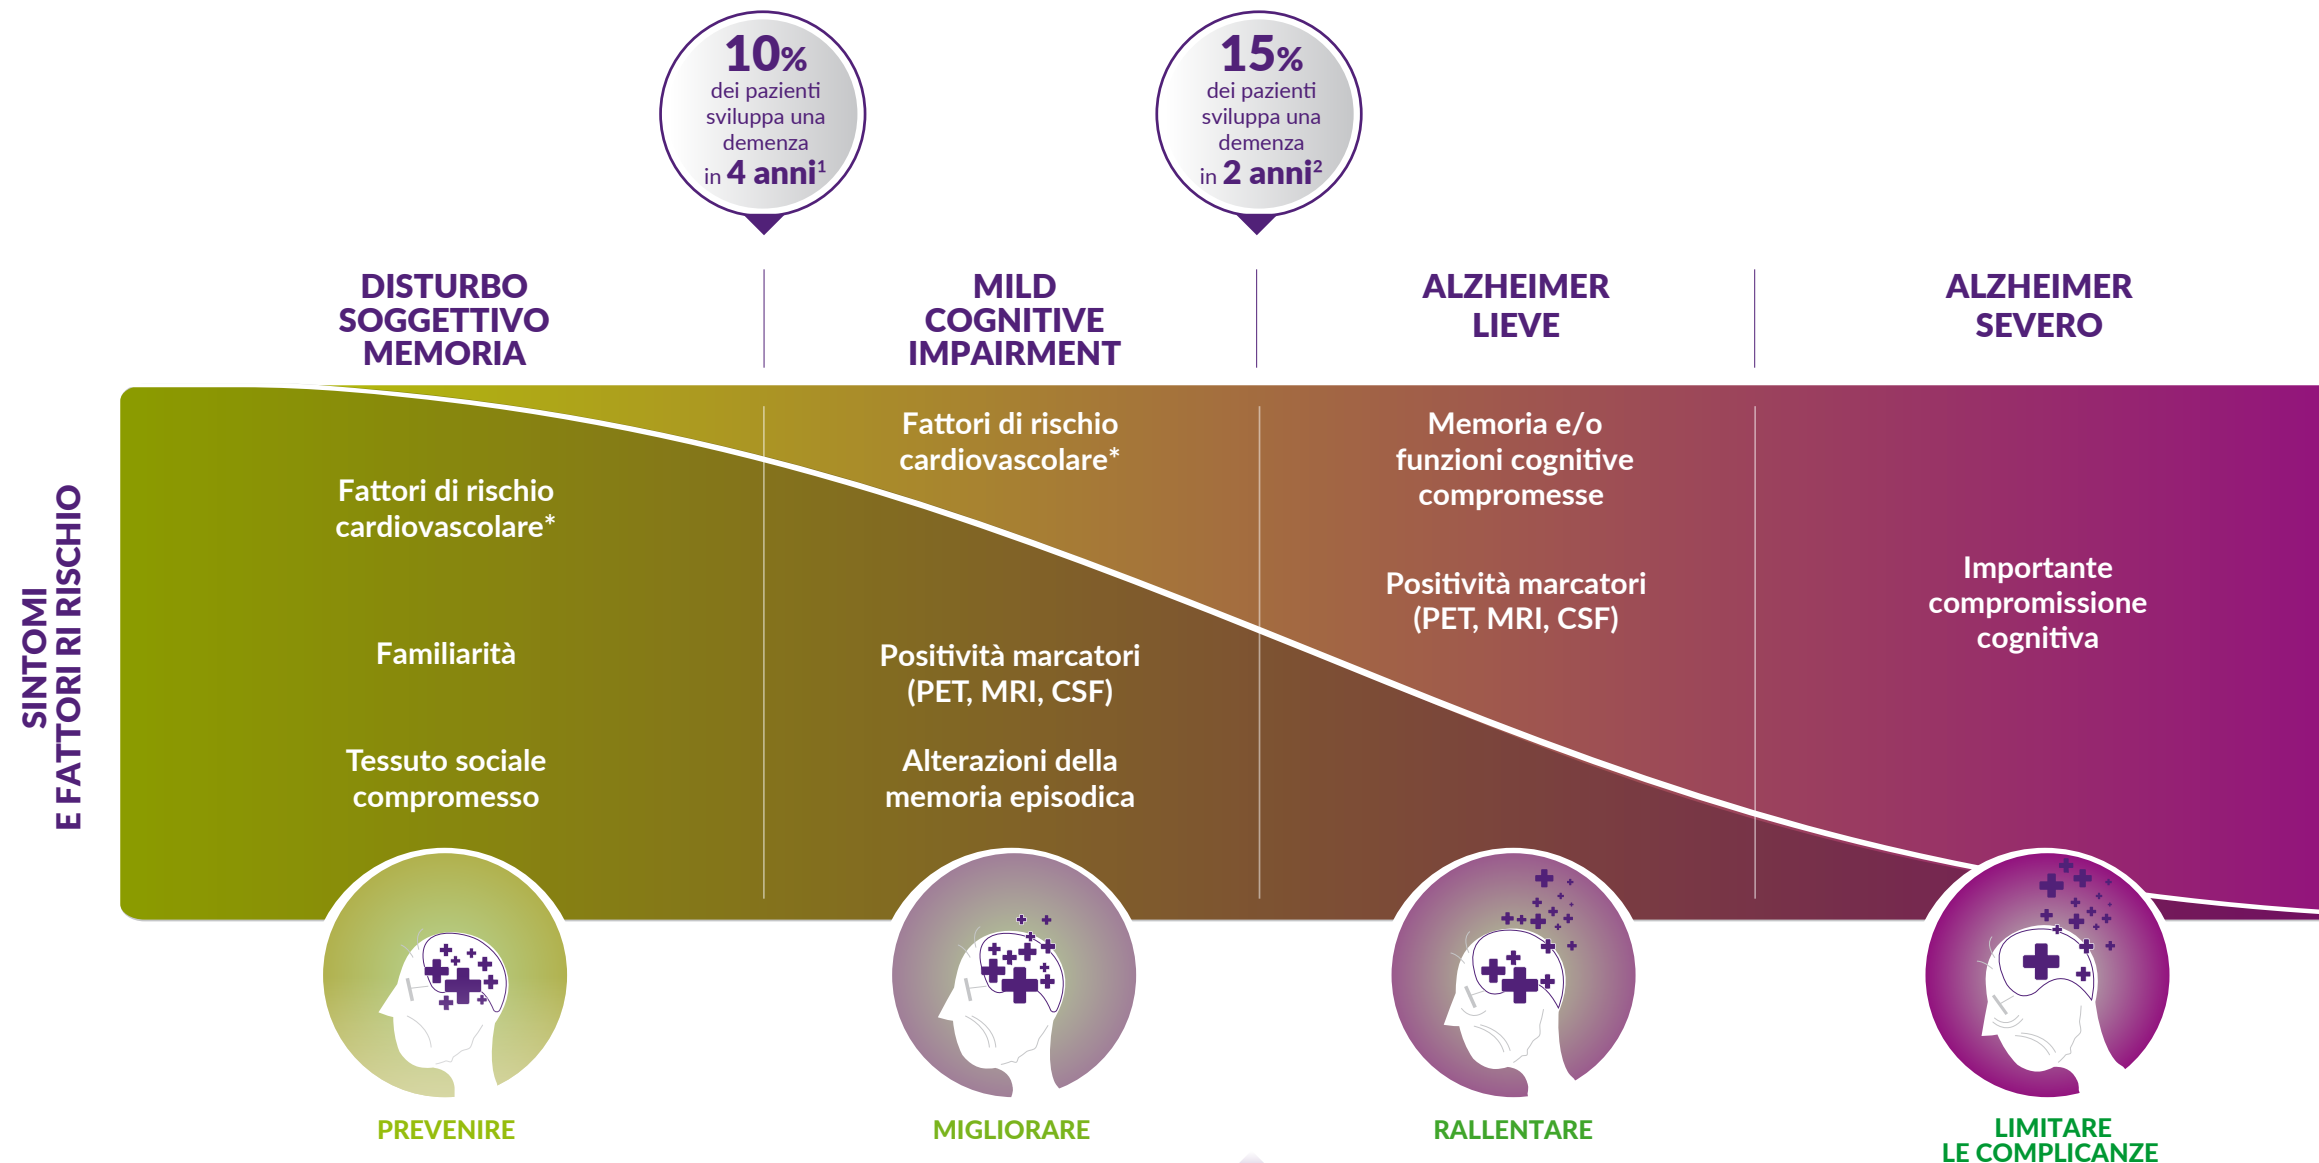 10%
dei pazienti
sviluppa una
demenza
in 4 anni¹
15%
dei pazienti
sviluppa una
demenza
in 2 anni²
DISTURBO
SOGGETTIVO
MEMORIA
MILD
COGNITIVE
IMPAIRMENT
ALZHEIMER
LIEVE
ALZHEIMER
SEVERO
SINTOMI
E FATTORI RI RISCHIO
Fattori di rischio
cardiovascolare*
Familiarità
Tessuto sociale
compromesso
Fattori di rischio
cardiovascolare*
Positività marcatori
(PET, MRI, CSF)
Alterazioni della
memoria episodica
Memoria e/o
funzioni cognitive
compromesse
Positività marcatori
(PET, MRI, CSF)
Importante
compromissione
cognitiva
PREVENIRE
MIGLIORARE
RALLENTARE
LIMITARE
LE COMPLICANZE